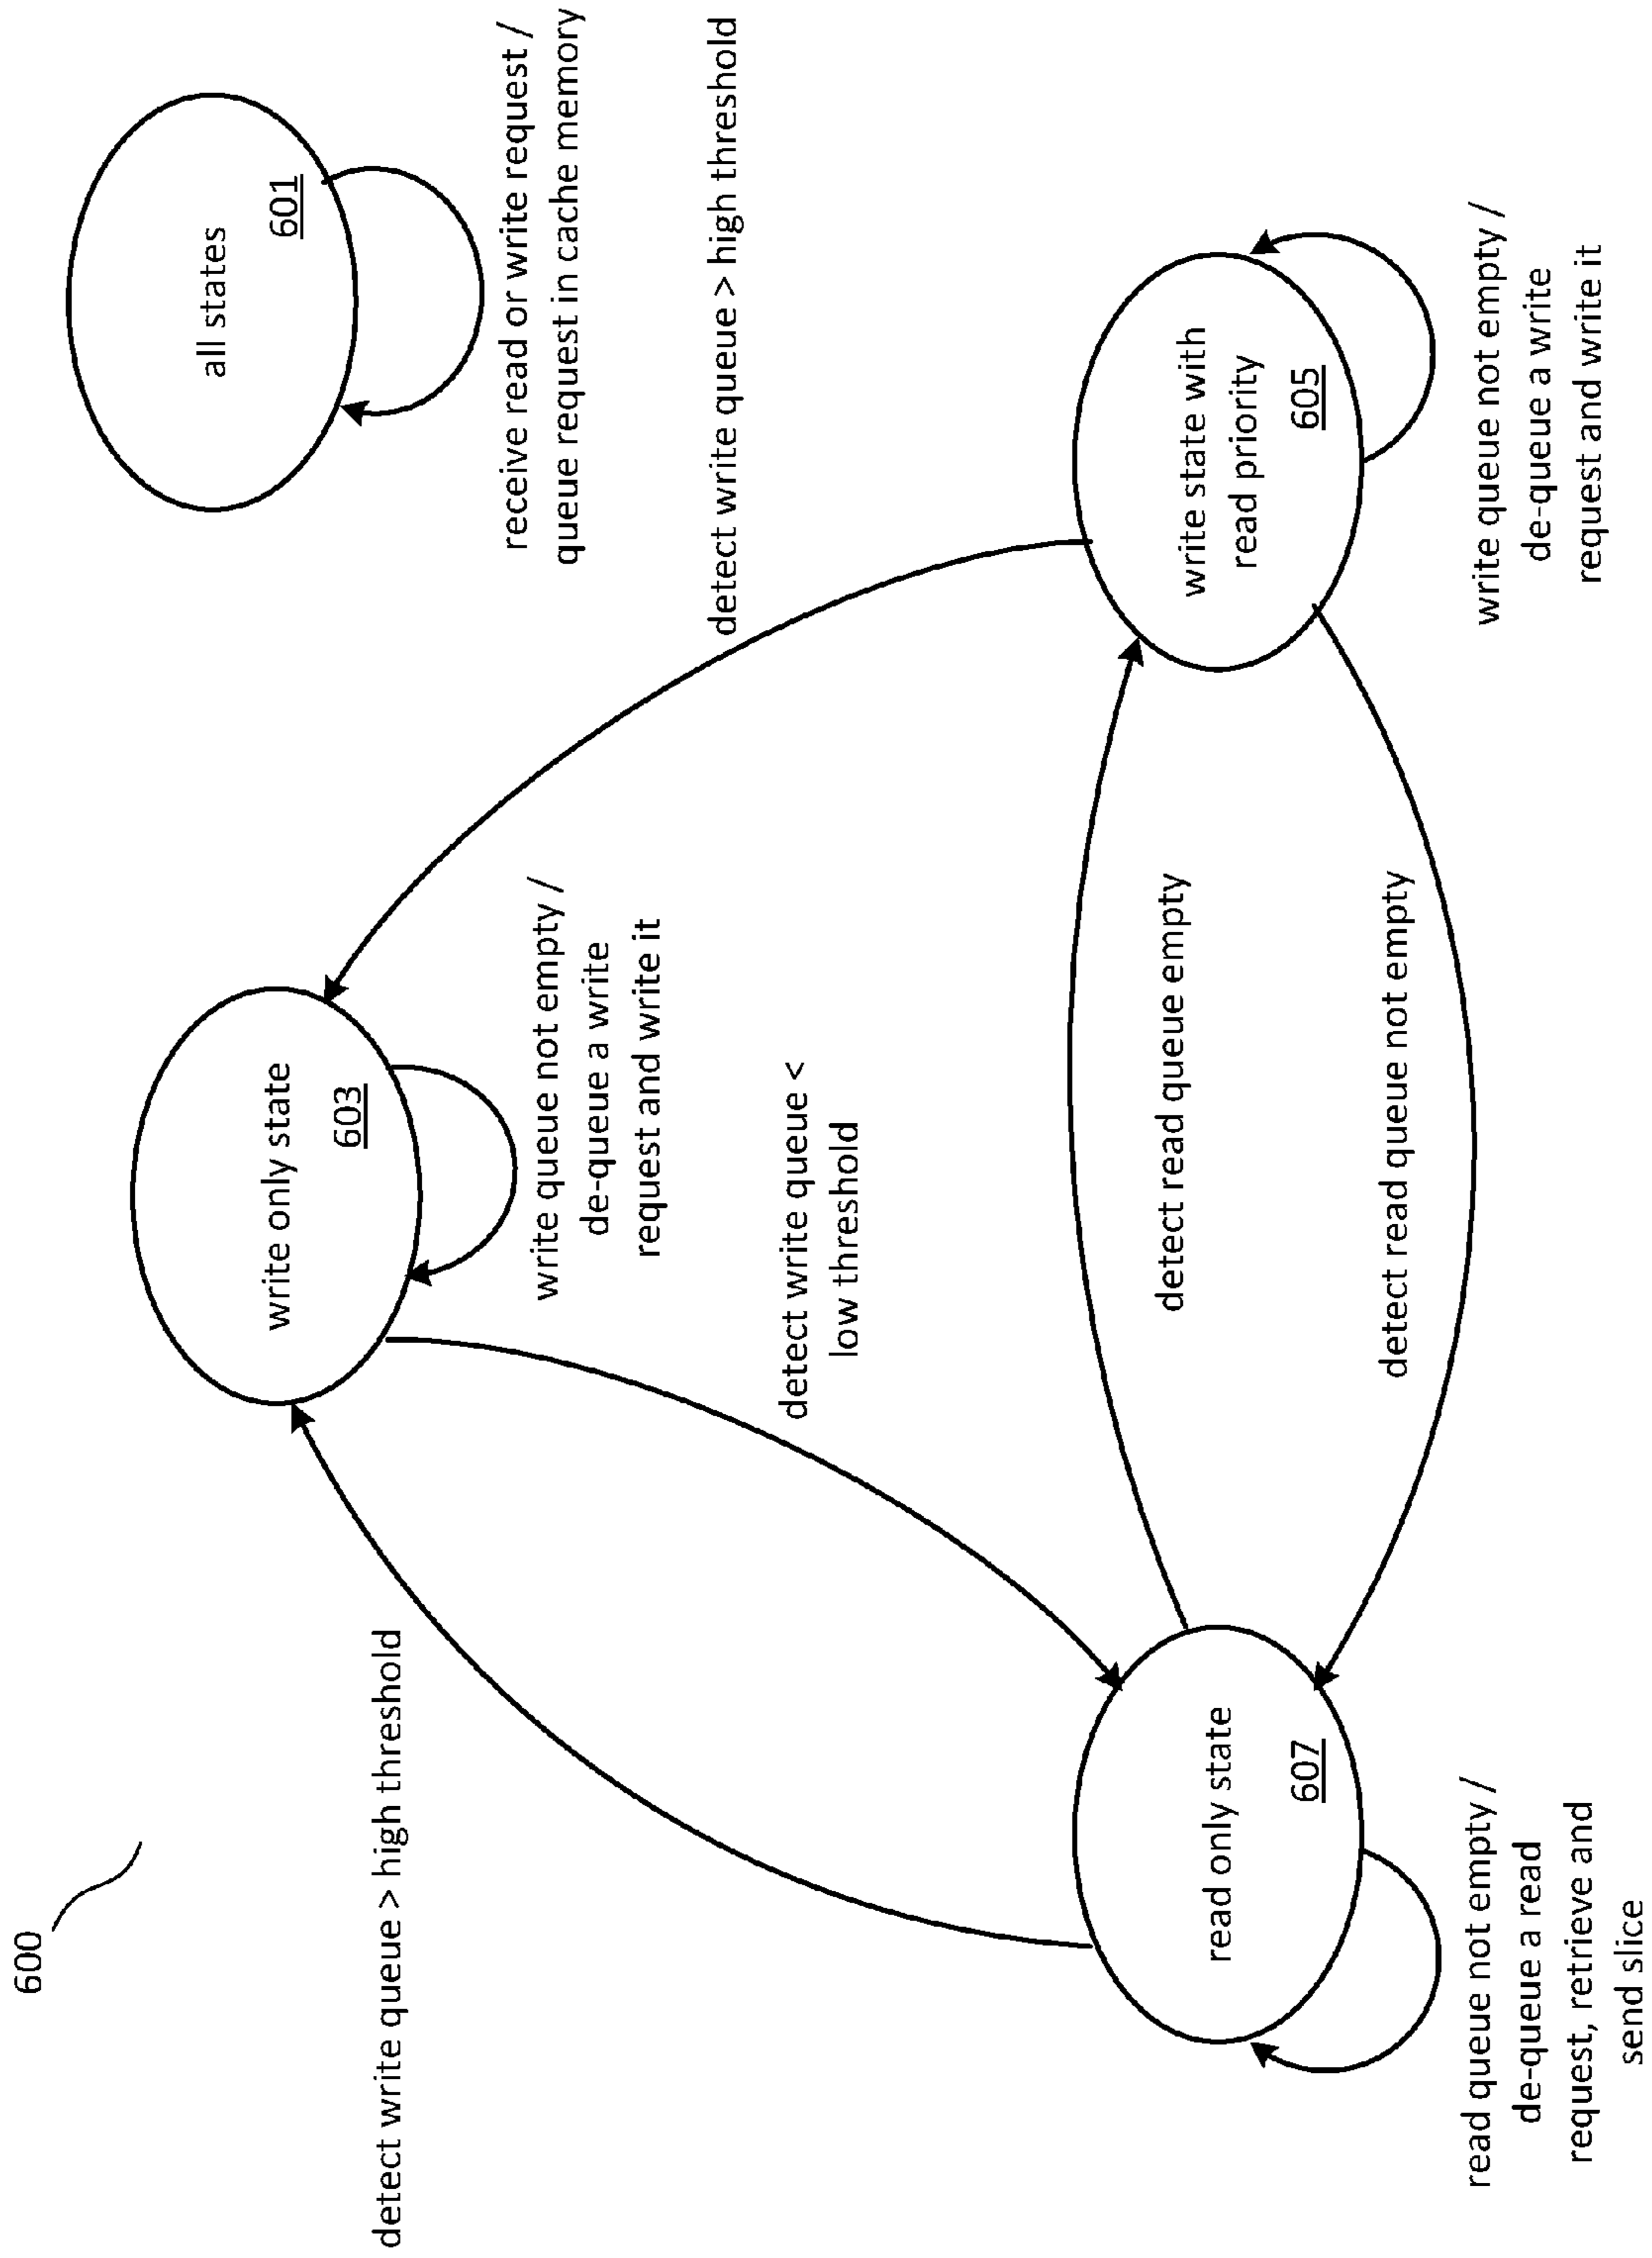 600
all states
601
receive read or write request /
queue request in cache memory
write only state
603
write queue not empty /
de-queue a write
request and write it
detect write queue > high threshold
detect write queue > high threshold
detect write queue <
low threshold
read only state
607
read queue not empty /
de-queue a read
request, retrieve and
send slice
detect read queue empty
detect read queue not empty
write state with
read priority
605
write queue not empty /
de-queue a write
request and write it